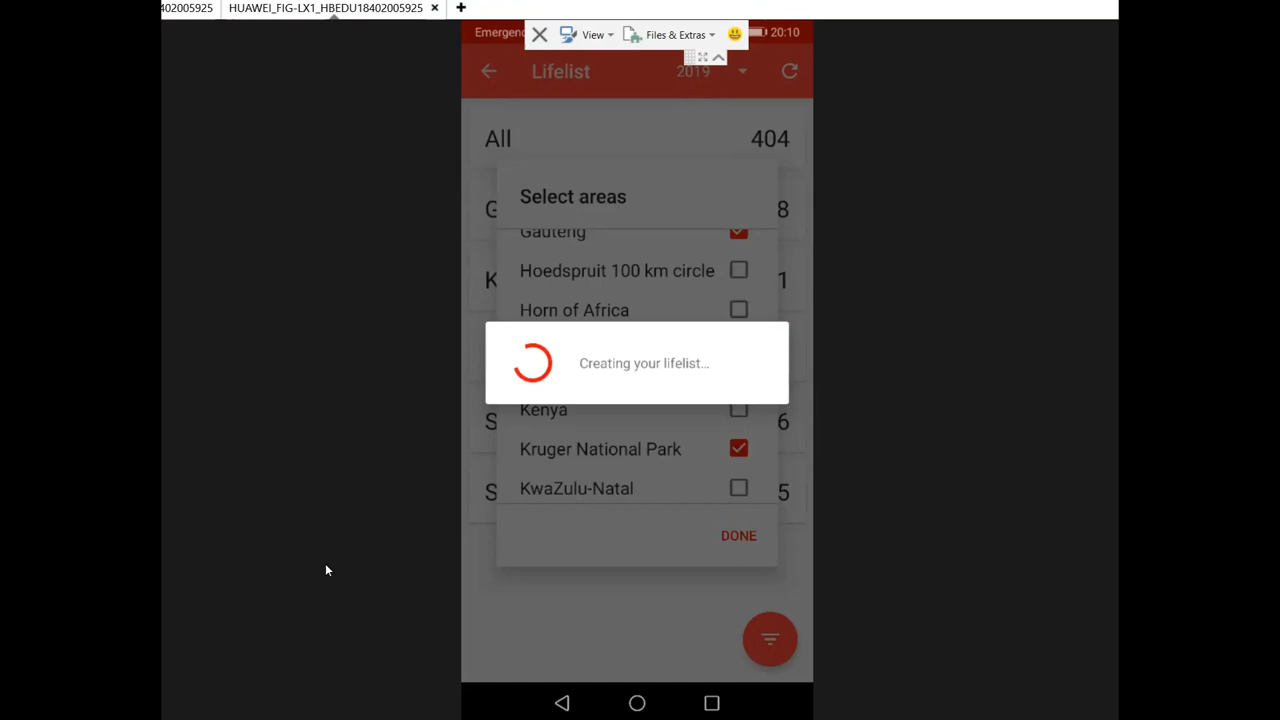 402005925 HUAWEI_FIG-LX1_HBEDU18402005925
View Files & Extras
Emergen 20:10
Lifelist 2019
All 404
Select areas
G 8
Gauteng
Hoedspruit 100 km circle
K 1
Horn of Africa
Creating your lifelist...
Kenya
S 6
Kruger National Park
KwaZulu-Natal
S 5
DONE